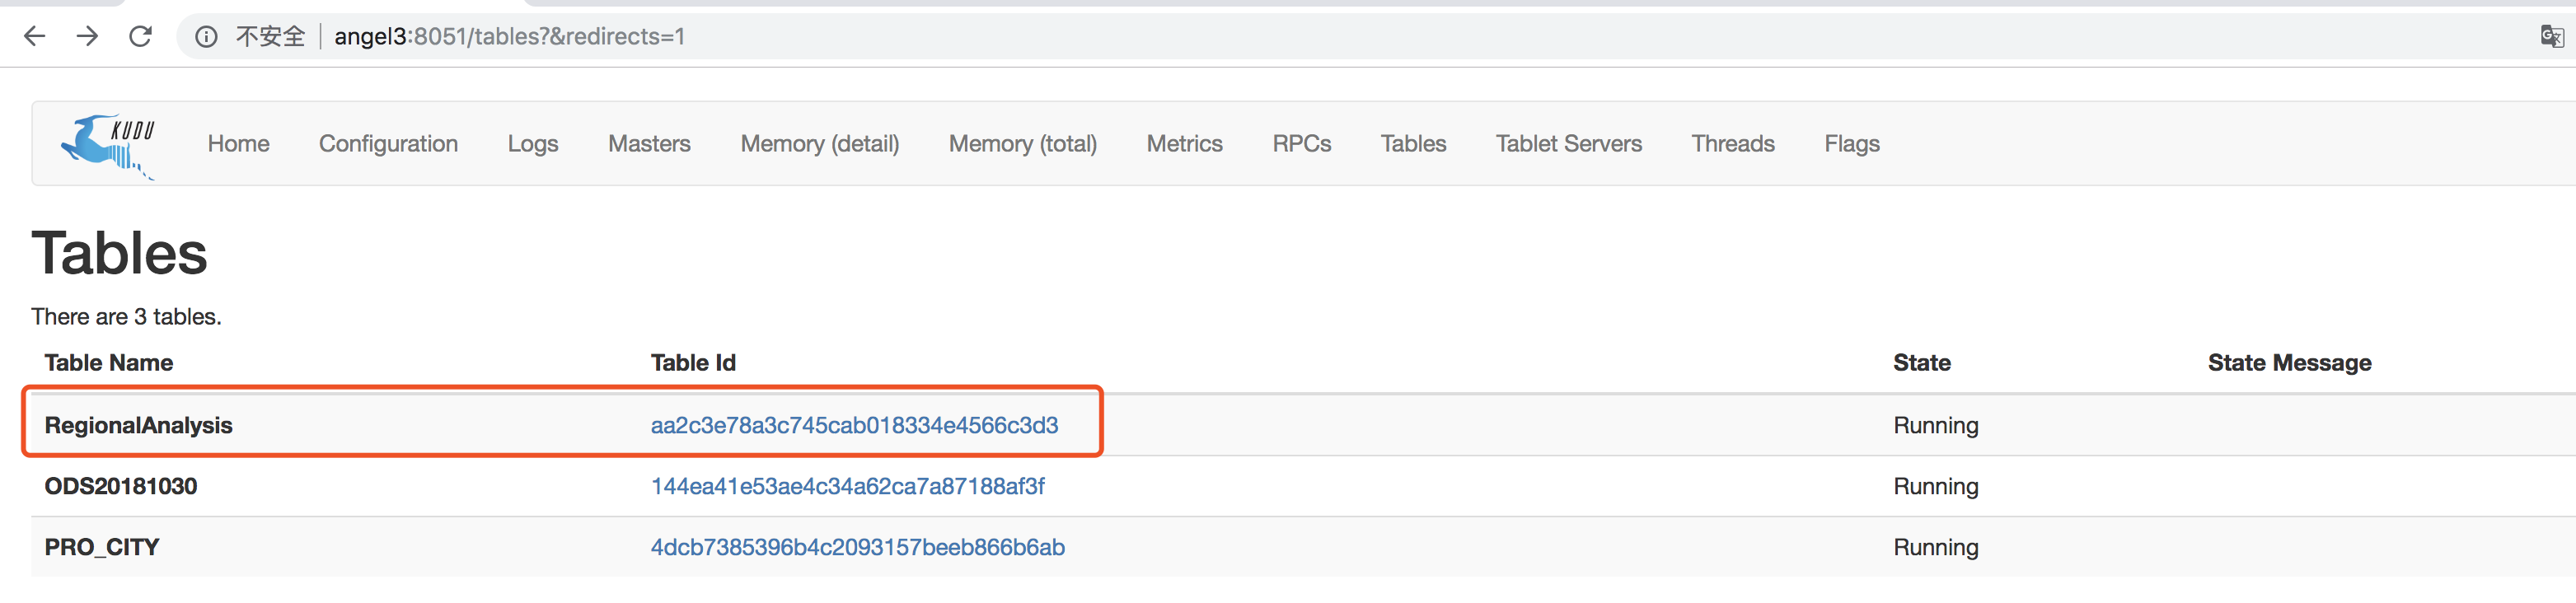 不安全 angel3:8051/tables?&redirects=1
KUDU Home Configuration Logs Masters Memory (detail) Memory (total) Metrics RPCs Tables Tablet Servers Threads Flags
Tables
There are 3 tables.
Table Name Table Id State State Message
RegionalAnalysis aa2c3e78a3c745cab018334e4566c3d3 Running
ODS20181030 144ea41e53ae4c34a62ca7a87188af3f Running
PRO_CITY 4dcb7385396b4c2093157beeb866b6ab Running